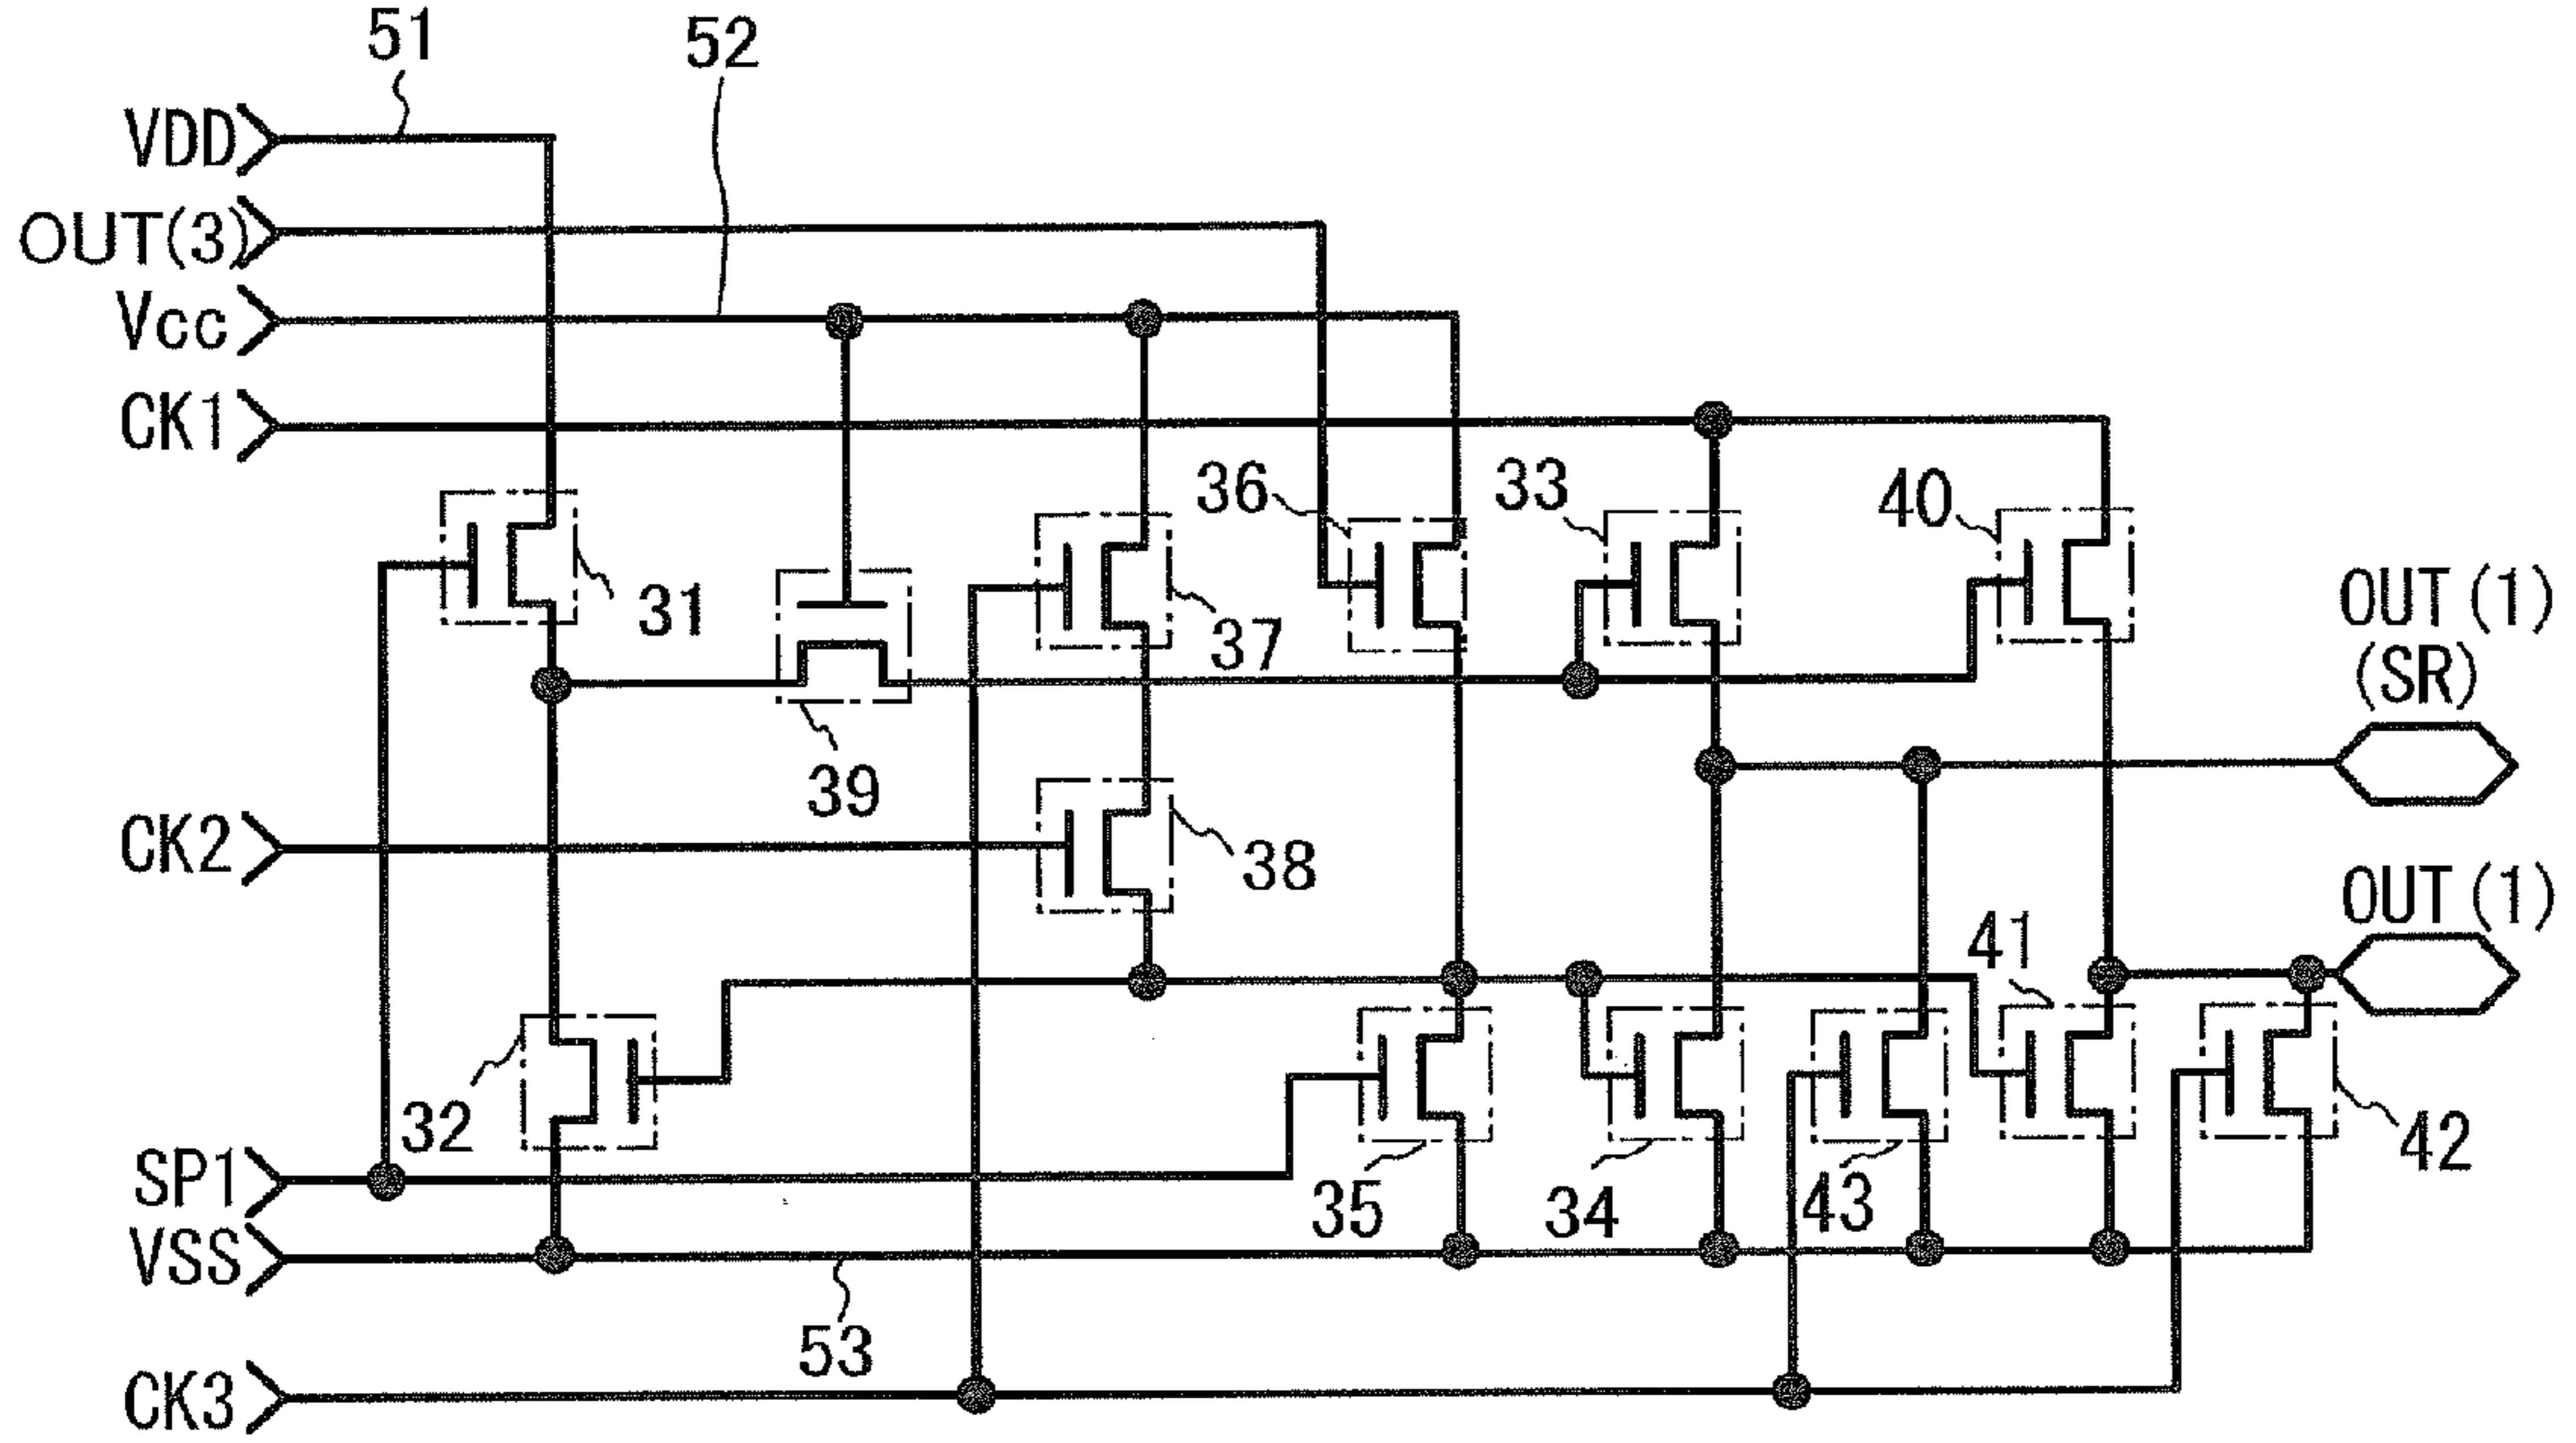 51
52
VDD
OUT(3)
Vcc
CK1
36
33
40
31
37
OUT(1)
(SR)
39
CK2
38
OUT(1)
41
32
42
SP1
35
34
43
VSS
53
CK3